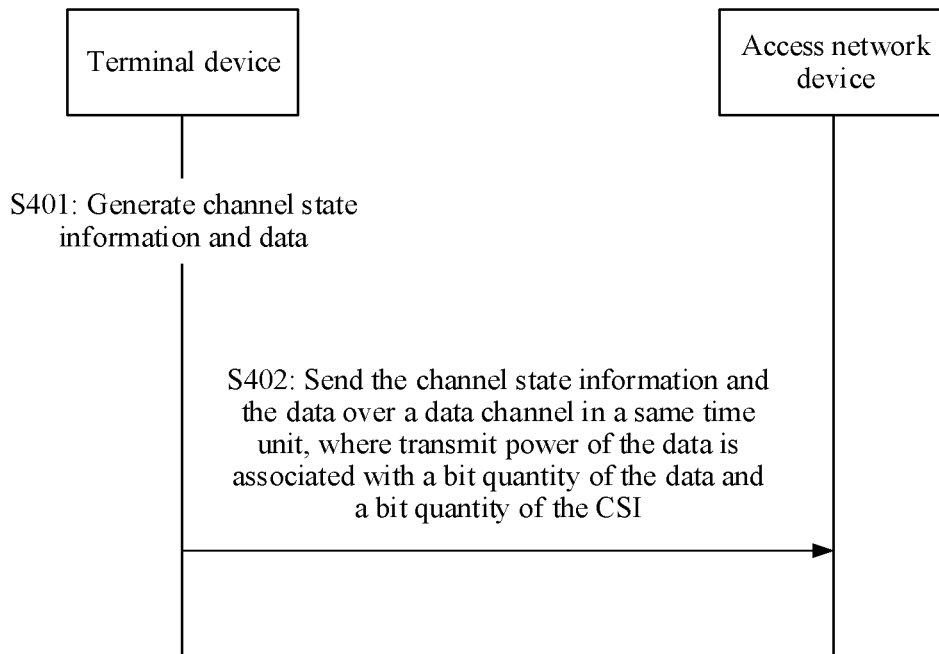 Terminal device
Access network
device
S401: Generate channel state
information and data
S402: Send the channel state information and
the data over a data channel in a same time
unit, where transmit power of the data is
associated with a bit quantity of the data and
a bit quantity of the CSI